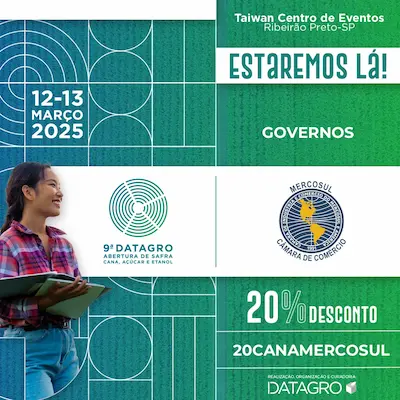 Taiwan Centro de Eventos
Ribeirão Preto-SP
ESTAREMOS LÁ!
12-13
MARÇO
2025
GOVERNOS
9ª DATAGRO
ABERTURA DE SAFRA
CANA, AÇÚCAR E ETANOL
MERCOSUL
CÂMARA DE COMÉRCIO
20% DESCONTO
20CANAMERCOSUL
REALIZAÇÃO, ORGANIZAÇÃO E CURADORIA:
DATAGRO